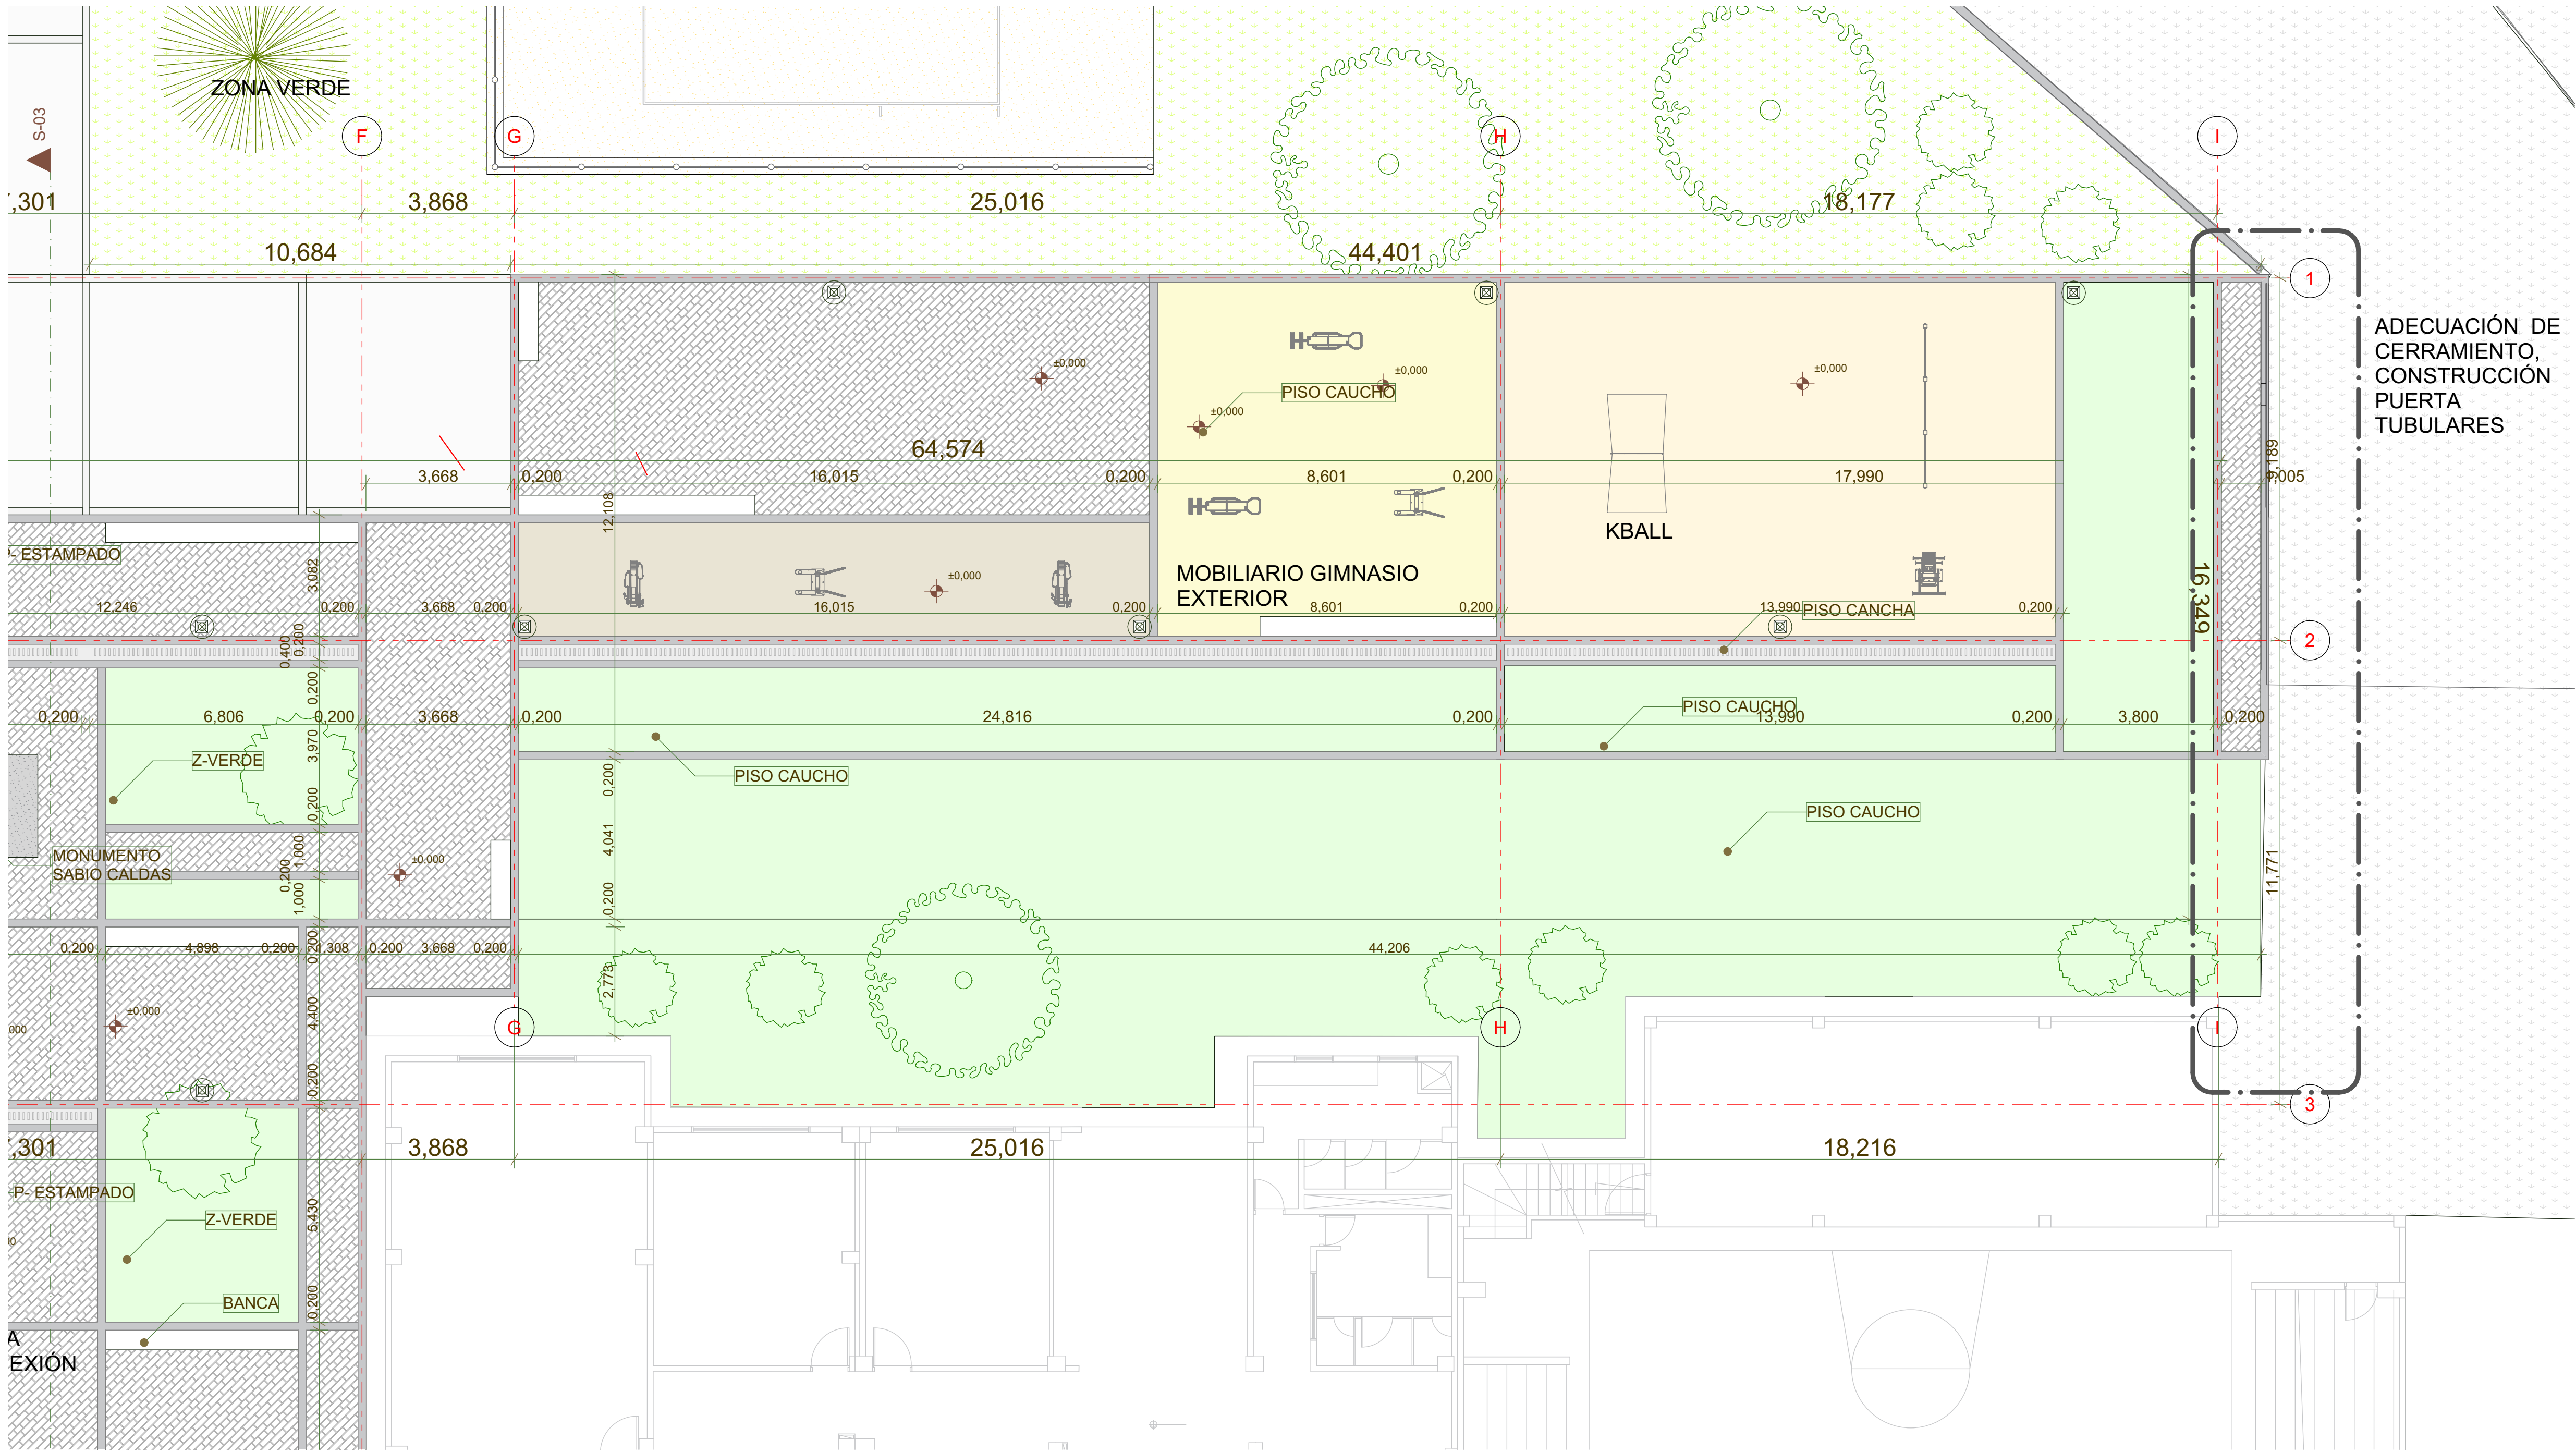 ZONA VERDE
S-03
F
G
H
I
7,301
3,868
25,016
18,177
10,684
44,401
1
ADECUACIÓN DE
CERRAMIENTO,
CONSTRUCCIÓN
PUERTA
TUBULARES
±0,000
±0,000
±0,000
±0,000
PISO CAUCHO
64,574
9,189
3,668
0,200
16,015
0,200
8,601
0,200
17,990
9,005
12,108
KBALL
P- ESTAMPADO
3,082
±0,000
MOBILIARIO GIMNASIO
EXTERIOR
16,349
12,246
0,200
3,668
0,200
16,015
0,200
8,601
0,200
13,990
PISO CANCHA
0,200
2
0,400
0,200
0,200
PISO CAUCHO
0,200
6,806
0,200
3,668
0,200
24,816
0,200
13,990
0,200
3,800
0,200
3,970
Z-VERDE
PISO CAUCHO
0,200
0,200
PISO CAUCHO
MONUMENTO
SABIO CALDAS
1,000
0,200
1,000
±0,000
4,041
0,200
11,771
0,200
4,898
0,200
0,200
1,308
0,200
3,668
0,200
44,206
2,773
±0,000
4,400
G
H
I
0,200
3
7,301
3,868
25,016
18,216
P- ESTAMPADO
Z-VERDE
5,430
BANCA
0,200
A
EXIÓN